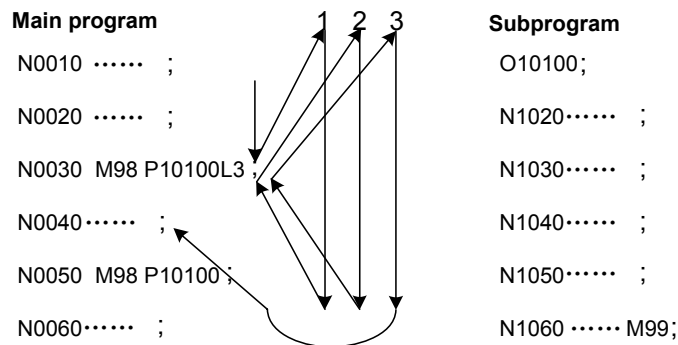 Main program
N0010 …… ;
N0020 …… ;
N0030 M98 P10100L3 ;
N0040…… ;
N0050 M98 P10100 ;
N0060…… ;
1 2 3
Subprogram
O10100;
N1020…… ;
N1030…… ;
N1040…… ;
N1050…… ;
N1060 …… M99;